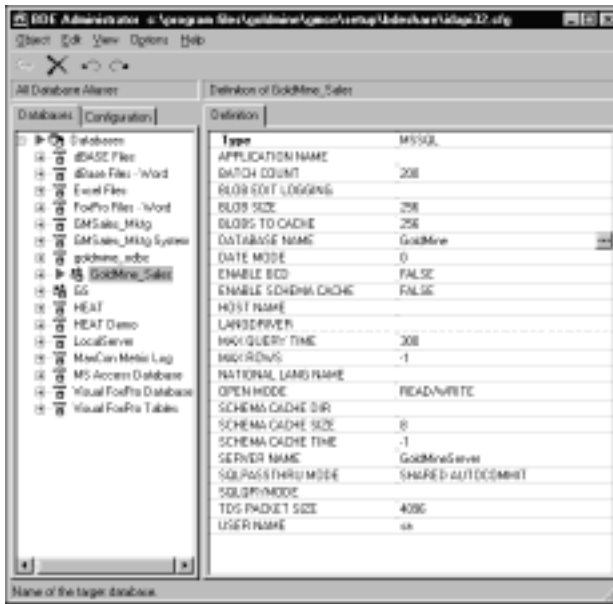 BDE Administrator c:\program files\goldmine\gmse\setup\bdeshare\idapi32.cfg
Object Edit View Options Help
All Database Aliases
Definition of GoldMine_Sales
Databases Configuration
Definition
Databases
dBASE Files
dBase Files - Word
Excel Files
FoxPro Files - Word
GMSales_Mktg
GMSales_Mktg System
goldmine_odbc
GoldMine_Sales
GS
HEAT
HEAT Demo
LocalServer
Metric Log
MS Access Database
Visual FoxPro Database
Visual FoxPro Tables
Type MSSQL
APPLICATION NAME
BATCH COUNT 200
BLOB EDIT LOGGING
BLOB SIZE 256
BLOBS TO CACHE 256
DATABASE NAME GoldMine
DATE MODE 0
ENABLE BCD FALSE
ENABLE SCHEMA CACHE FALSE
HOST NAME
LANGDRIVER
MAX QUERY TIME 300
MAX ROWS -1
NATIONAL LANG NAME
OPEN MODE READ/WRITE
SCHEMA CACHE DIR
SCHEMA CACHE SIZE 8
SCHEMA CACHE TIME -1
SERVER NAME GoldMineServer
SQLPASSTHRU MODE SHARED AUTOCOMMIT
SQLQRYMODE
TDS PACKET SIZE 4096
USER NAME sa
Name of the target database.